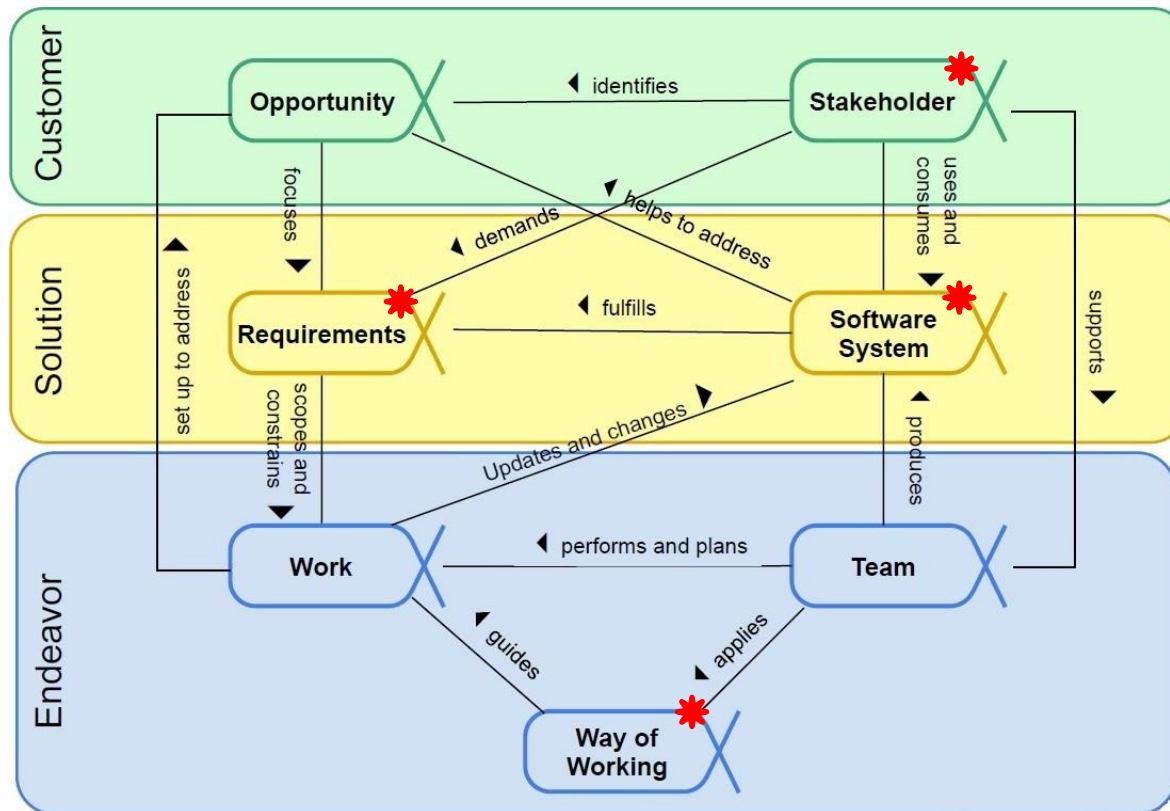 Customer
Opportunity
identifies
Stakeholder
focuses
demands
helps to address
uses and
consumes
Solution
set up to address
Requirements
fulfills
Software
System
supports
scopes and
constrains
Updates and changes
produces
Endeavor
Work
performs and plans
Team
guides
applies
Way of
Working